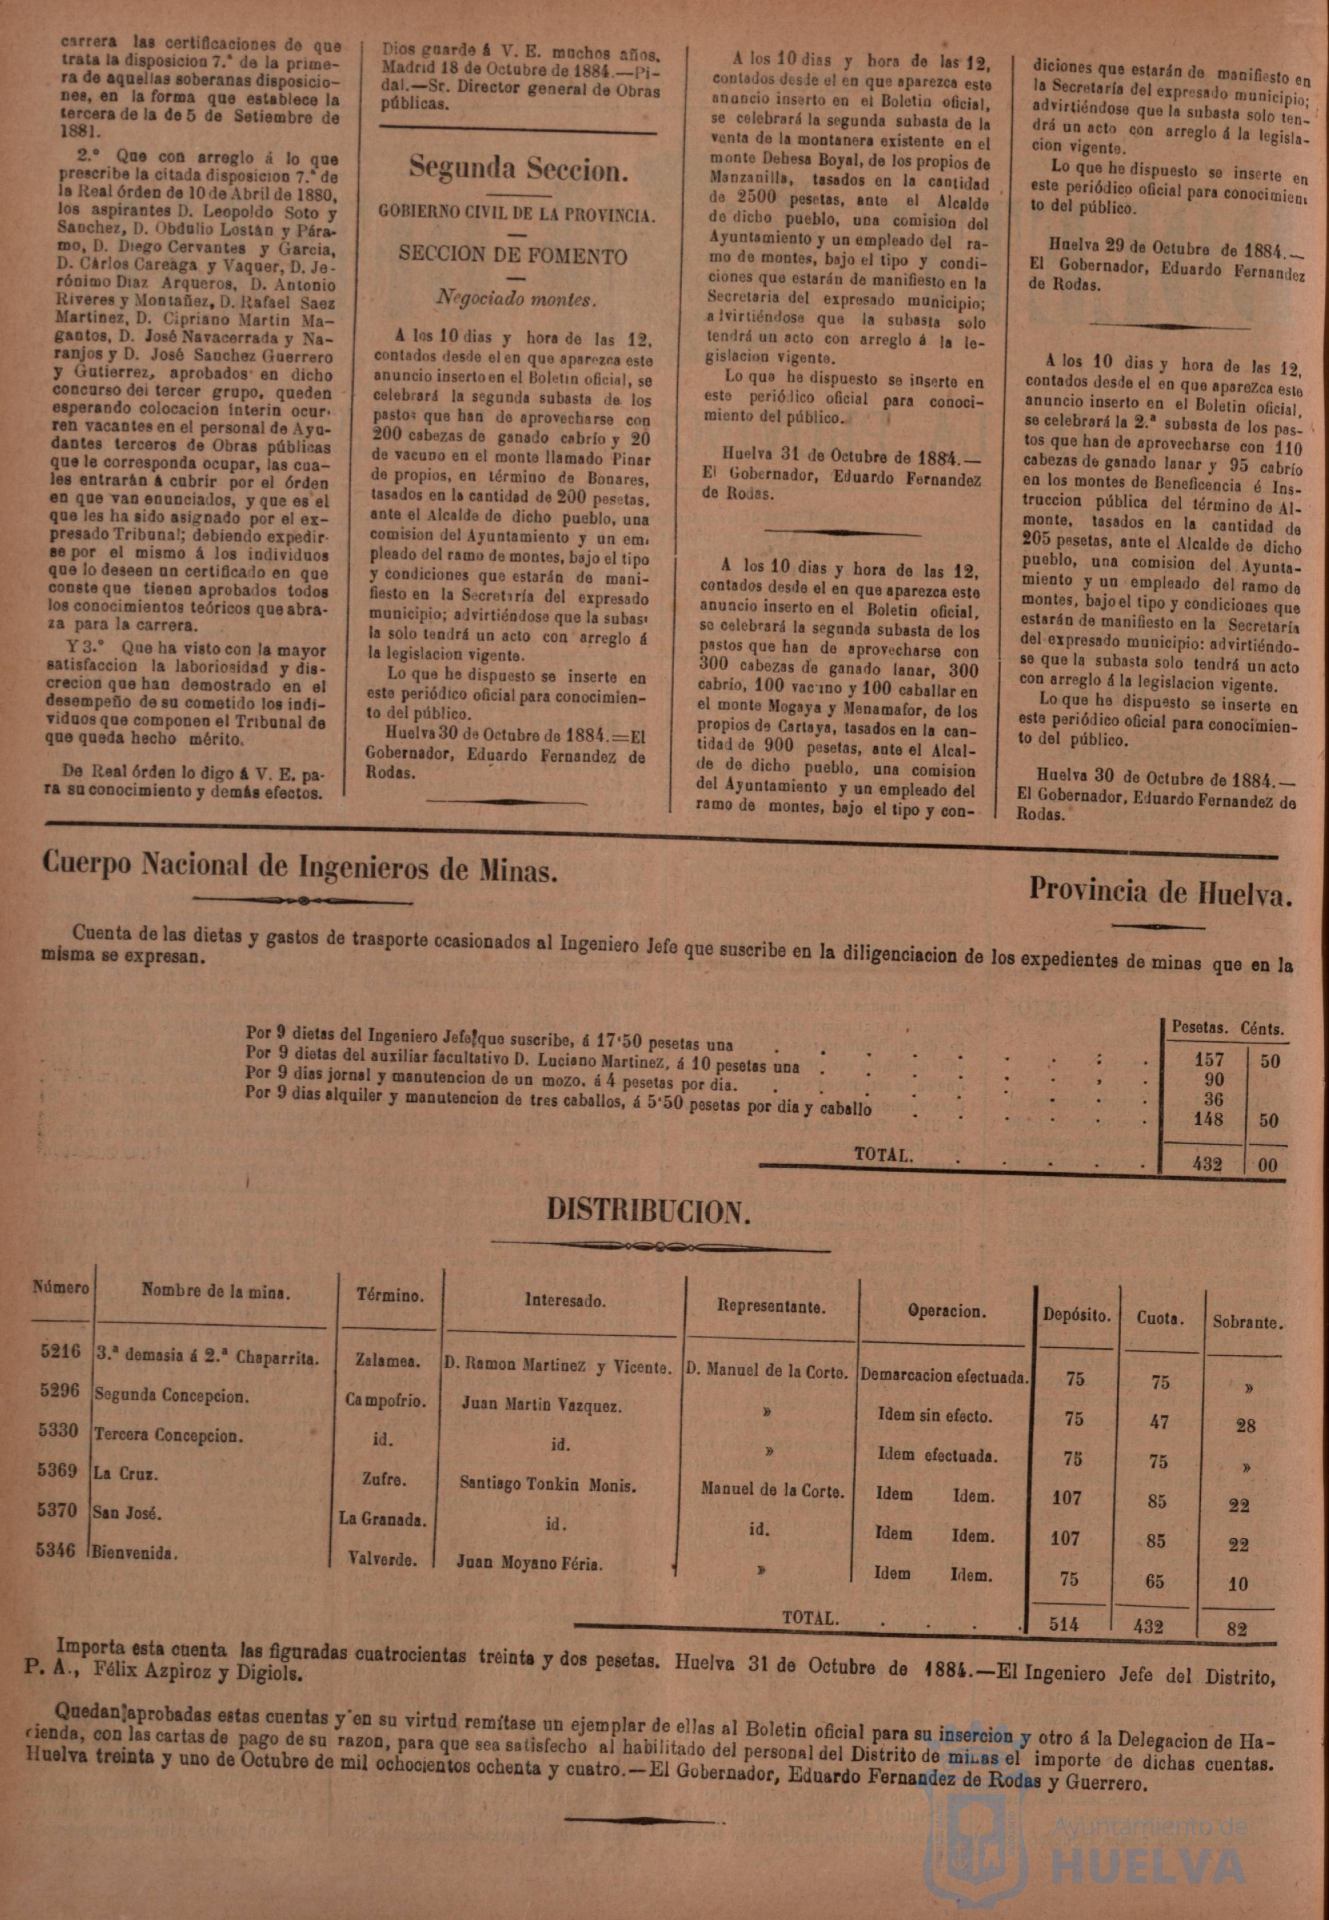 carrera las certificaciones de que
trata la disposicion 7.ª de la prime-
ra de aquellas soberanas disposicio-
nes, en la forma que establece la
tercera de la de 5 de Setiembre de
1881.
2.º Que con arreglo á lo que
prescribe la citada disposicion 7.ª de
la Real órden de 10 de Abril de 1880,
los aspirantes D. Leopoldo Soto y
Sanchez, D. Obdulio Lostán y Pára-
mo, D. Diego Cervantes y Garcia,
D. Cárlos Careaga y Vaquer, D. Je-
rónimo Diaz Arqueros, D. Antonio
Riveres y Montañez, D. Rafael Saez
Martinez, D. Cipriano Martin Ma-
gantos, D. José Navacerrada y Na-
ranjos y D. José Sanchez Guerrero
y Gutierrez, aprobados en dicho
concurso del tercer grupo, queden
esperando colocacion interin ocur-
ren vacantes en el personal de Ayu-
dantes terceros de Obras públicas
que le corresponda ocupar, las cua-
les entrarán á cubrir por el órden
en que van enunciados, y que es el
que les ha sido asignado por el ex-
presado Tribunal; debiendo expedir-
se por el mismo á los individuos
que lo deseen un certificado en que
conste que tienen aprobados todos
los conocimientos teóricos que abra-
za para la carrera.
Y 3.º Que ha visto con la mayor
satisfaccion la laboriosidad y dis-
crecion que han demostrado en el
desempeño de su cometido los indi-
viduos que componen el Tribunal de
que queda hecho mérito.
De Real órden lo digo á V. E. pa-
ra su conocimiento y demás efectos.
Dios guarde á V. E. muchos años.
Madrid 18 de Octubre de 1884.—Pi-
dal.—Sr. Director general de Obras
públicas.
Segunda Seccion.
GOBIERNO CIVIL DE LA PROVINCIA.
SECCION DE FOMENTO
Negociado montes.
A los 10 dias y hora de las 12,
contados desde el en que aparezca este
anuncio inserto en el Boletin oficial, se
celebrará la segunda subasta de los
pastos que han de aprovecharse con
200 cabezas de ganado cabrío y 20
de vacuno en el monte llamado Pinar
de propios, en término de Bonares,
tasados en la cantidad de 200 pesetas,
ante el Alcalde de dicho pueblo, una
comision del Ayuntamiento y un em-
pleado del ramo de montes, bajo el tipo
y condiciones que estarán de mani-
fiesto en la Secretaría del expresado
municipio; advirtiéndose que la subas-
la solo tendrá un acto con arreglo á
la legislacion vigente.
Lo que he dispuesto se inserte en
este periódico oficial para conocimien-
to del público.
Huelva 30 de Octubre de 1884.=El
Gobernador, Eduardo Fernandez de
Rodas.
A los 10 dias y hora de las 12,
contados desde el en que aparezca este
anuncio inserto en el Boletin oficial,
se celebrará la segunda subasta de la
venta de la montanera existente en el
monte Dehesa Boyal, de los propios de
Manzanilla, tasados en la cantidad
de 2500 pesetas, ante el Alcalde
de dicho pueblo, una comision del
Ayuntamiento y un empleado del ra-
mo de montes, bajo el tipo y condi-
ciones que estarán de manifiesto en la
Secretaria del expresado municipio;
a lvirtiéndose que la subasta solo
tendrá un acto con arreglo á la le-
gislacion vigente.
Lo que he dispuesto se inserte en
este periódico oficial para conoci-
miento del público.
Huelva 31 de Octubre de 1884.—
El Gobernador, Eduardo Fernandez
de Rodas.
A los 10 dias y hora de las 12,
contados desde el en que aparezca este
anuncio inserto en el Boletin oficial,
se celebrará la segunda subasta de los
pastos que han de aprovecharse con
300 cabezas de ganado lanar, 300
cabrío, 100 vacuno y 100 caballar en
el monte Mogaya y Menamafor, de los
propios de Cartaya, tasados en la can-
tidad de 900 pesetas, ante el Alcal-
de de dicho pueblo, una comision
del Ayuntamiento y un empleado del
ramo de montes, bajo el tipo y con-
diciones que estarán de manifiesto en
la Secretaría del expresado municipio;
advirtiéndose que la subasta solo ten-
drá un acto con arreglo á la legisla-
cion vigente.
Lo que he dispuesto se inserte en
este periódico oficial para conocimien
to del público.
Huelva 29 de Octubre de 1884.—
El Gobernador, Eduardo Fernandez
de Rodas.
A los 10 dias y hora de las 12,
contados desde el en que aparezca este
anuncio inserto en el Boletin oficial,
se celebrará la 2.ª subasta de los pas-
tos que han de aprovecharse con 110
cabezas de ganado lanar y 95 cabrío
en los montes de Beneficencia é Ins-
truccion pública del término de Al-
monte, tasados en la cantidad de
205 pesetas, ante el Alcalde de dicho
pueblo, una comision del Ayunta-
miento y un empleado del ramo de
montes, bajo el tipo y condiciones que
estarán de manifiesto en la Secretaría
del expresado municipio: advirtiéndo-
se que la subasta solo tendrá un acto
con arreglo á la legislacion vigente.
Lo que he dispuesto se inserte en
este periódico oficial para conocimien-
to del público.
Huelva 30 de Octubre de 1884.—
El Gobernador, Eduardo Fernandez de
Rodas.
Cuerpo Nacional de Ingenieros de Minas.
Provincia de Huelva.
Cuenta de las dietas y gastos de trasporte ocasionados al Ingeniero Jefe que suscribe en la diligenciacion de los expedientes de minas que en la
misma se expresan.
Pesetas. Cénts.
Por 9 dietas del Ingeniero Jefe que suscribe, á 17'50 pesetas una . . . . . . . . . 157 50
Por 9 dietas del auxiliar facultativo D. Luciano Martinez, á 10 pesetas una . . . . . . . . 90
Por 9 dias jornal y manutencion de un mozo, á 4 pesetas por dia. . . . . . . . . . 36
Por 9 dias alquiler y manutencion de tres caballos, á 5'50 pesetas por dia y caballo . . . . . . 148 50
TOTAL. . . . . . 432 00
DISTRIBUCION.
Número Nombre de la mina. Término. Interesado. Representante. Operacion. Depósito. Cuota. Sobrante.
5216 3.ª demasia á 2.ª Chaparrita. Zalamea. D. Ramon Martinez y Vicente. D. Manuel de la Corte. Demarcacion efectuada. 75 75 »
5296 Segunda Concepcion. Campofrio. Juan Martin Vazquez. » Idem sin efecto. 75 47 28
5330 Tercera Concepcion. id. id. » Idem efectuada. 75 75 »
5369 La Cruz. Zufre. Santiago Tonkin Monis. Manuel de la Corte. Idem Idem. 107 85 22
5370 San José. La Granada. id. id. Idem Idem. 107 85 22
5346 Bienvenida. Valverde. Juan Moyano Féria. » Idem Idem. 75 65 10
TOTAL. . . . . 514 432 82
Importa esta cuenta las figuradas cuatrocientas treinta y dos pesetas. Huelva 31 de Octubre de 1884.—El Ingeniero Jefe del Distrito,
P. A., Félix Azpiroz y Digiols.
Quedan aprobadas estas cuentas y en su virtud remítase un ejemplar de ellas al Boletin oficial para su insercion y otro á la Delegacion de Ha-
cienda, con las cartas de pago de su razon, para que sea satisfecho al habilitado del personal del Distrito de minas el importe de dichas cuentas.
Huelva treinta y uno de Octubre de mil ochocientos ochenta y cuatro.—El Gobernador, Eduardo Fernandez de Rodas y Guerrero.
Ayuntamiento de
HUELVA